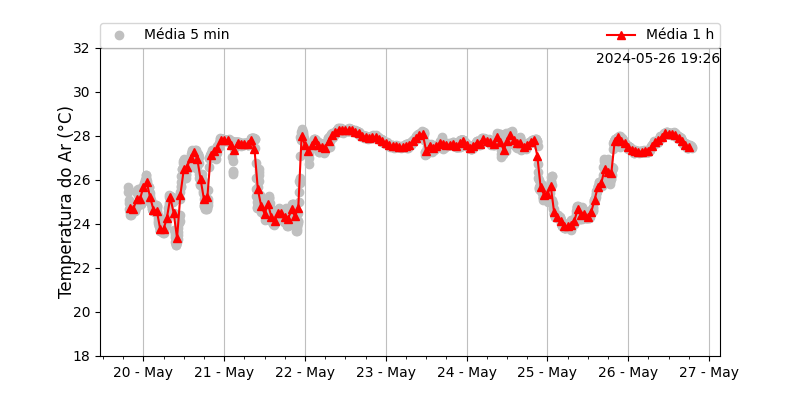 Média 5 min
Média 1 h
2024-05-26 19:26
Temperatura do Ar (°C)
32
30
28
26
24
22
20
18
20 - May
21 - May
22 - May
23 - May
24 - May
25 - May
26 - May
27 - May